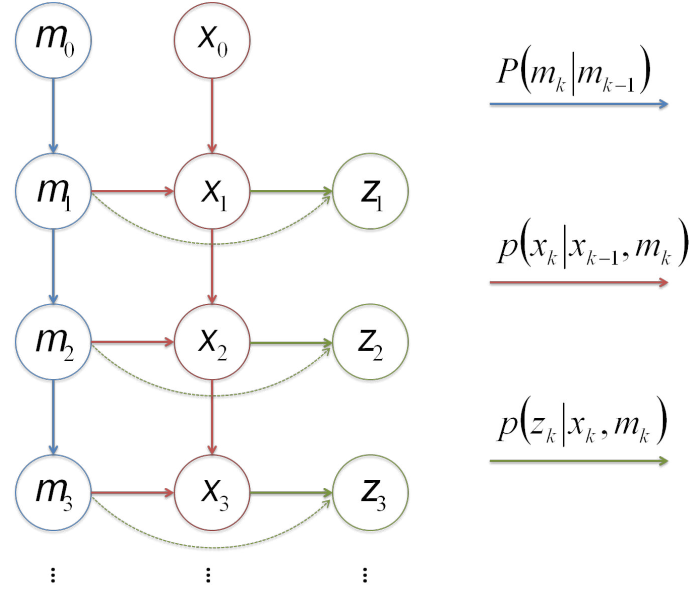 m₀ x₀
P(mₖ|mₖ₋₁)
m₁ x₁ z₁
p(xₖ|xₖ₋₁, mₖ)
m₂ x₂ z₂
p(zₖ|xₖ, mₖ)
m₃ x₃ z₃
⋮ ⋮ ⋮